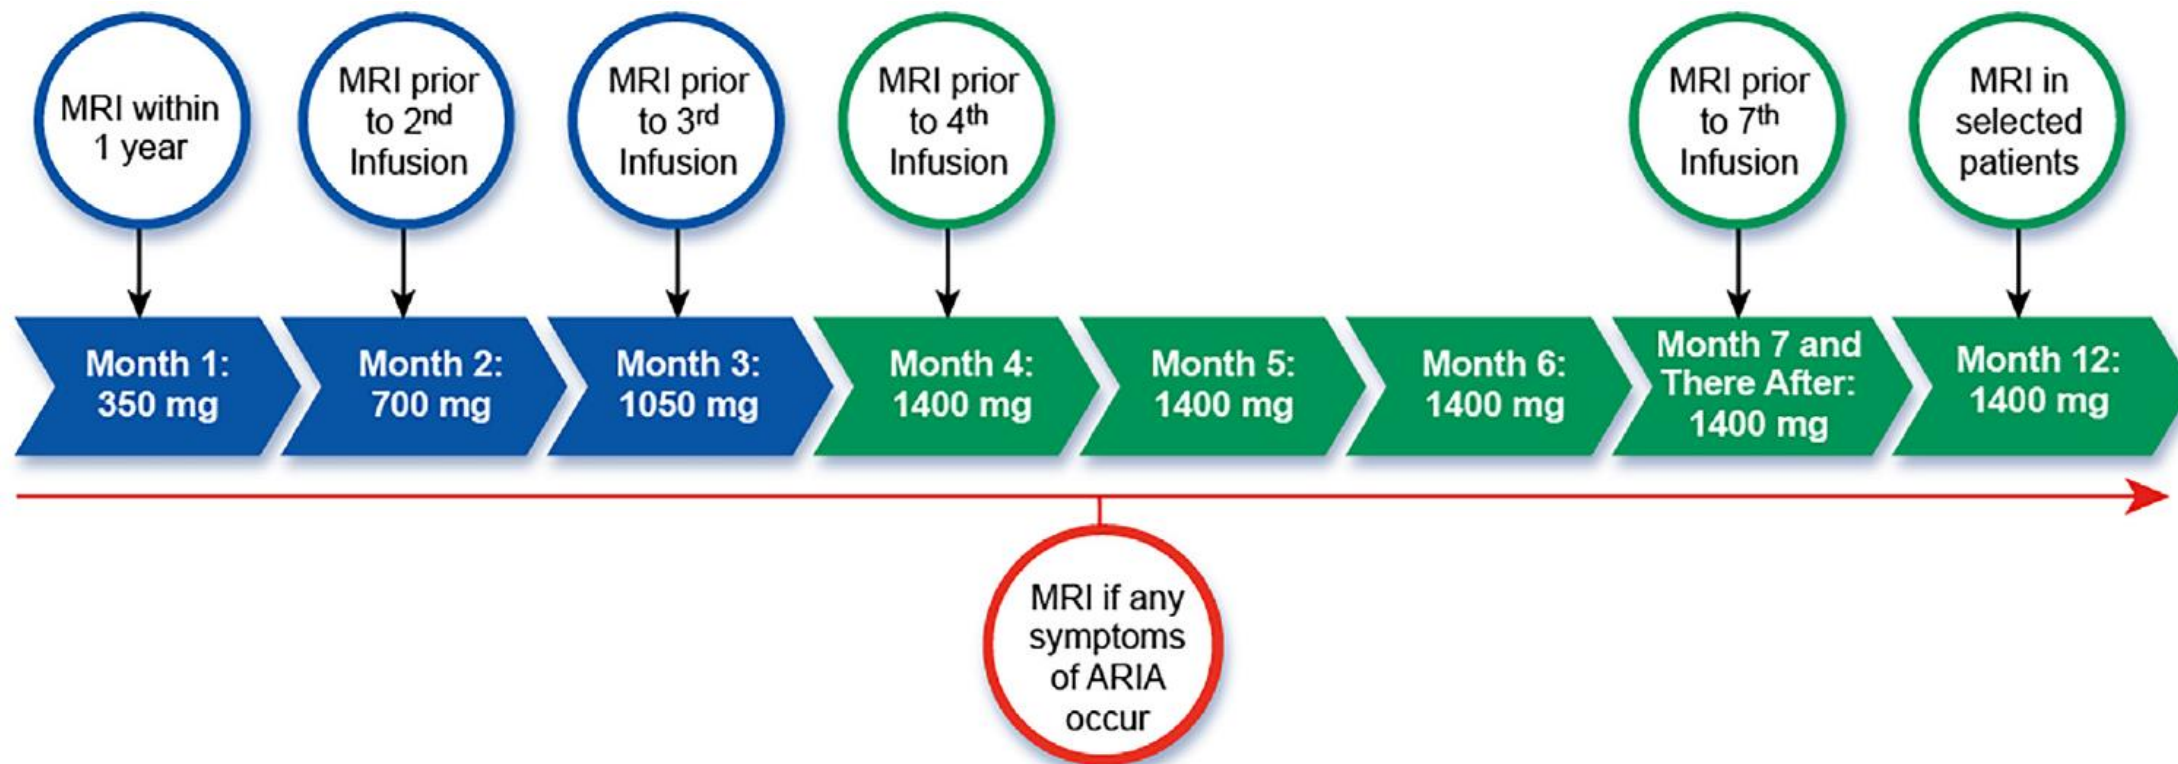 MRI within
1 year
MRI prior
to 2nd
Infusion
MRI prior
to 3rd
Infusion
MRI prior
to 4th
Infusion
MRI prior
to 7th
Infusion
MRI in
selected
patients
Month 1:
350 mg
Month 2:
700 mg
Month 3:
1050 mg
Month 4:
1400 mg
Month 5:
1400 mg
Month 6:
1400 mg
Month 7 and
There After:
1400 mg
Month 12:
1400 mg
MRI if any
symptoms
of ARIA
occur